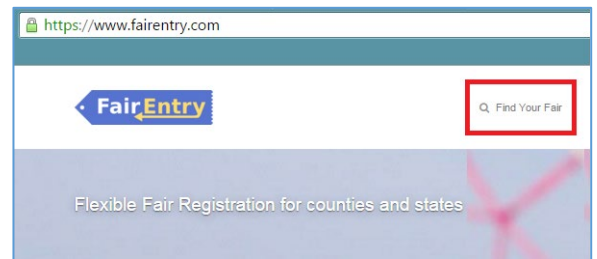 https://www.fairentry.com
FairEntry
Find Your Fair
Flexible Fair Registration for counties and states